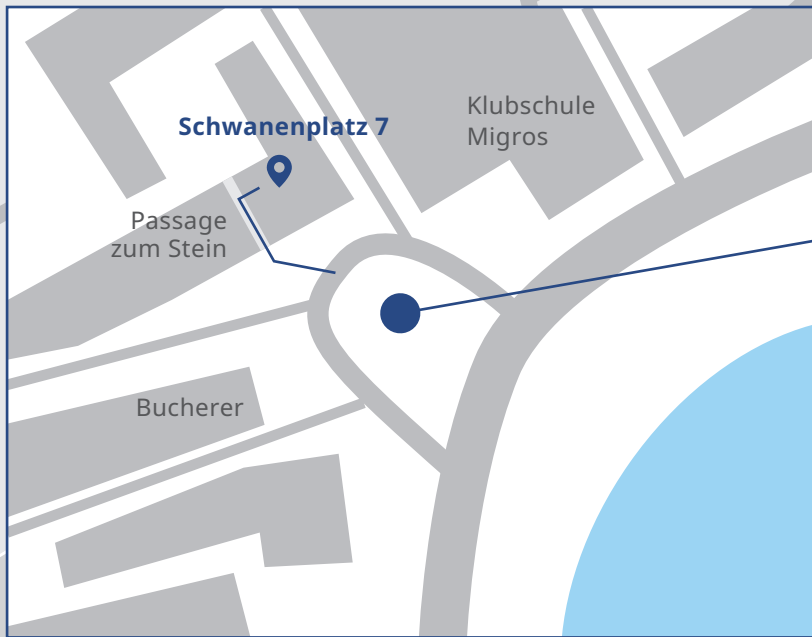 Klubschule
Migros
Schwanenplatz 7
Passage
zum Stein
Bucherer